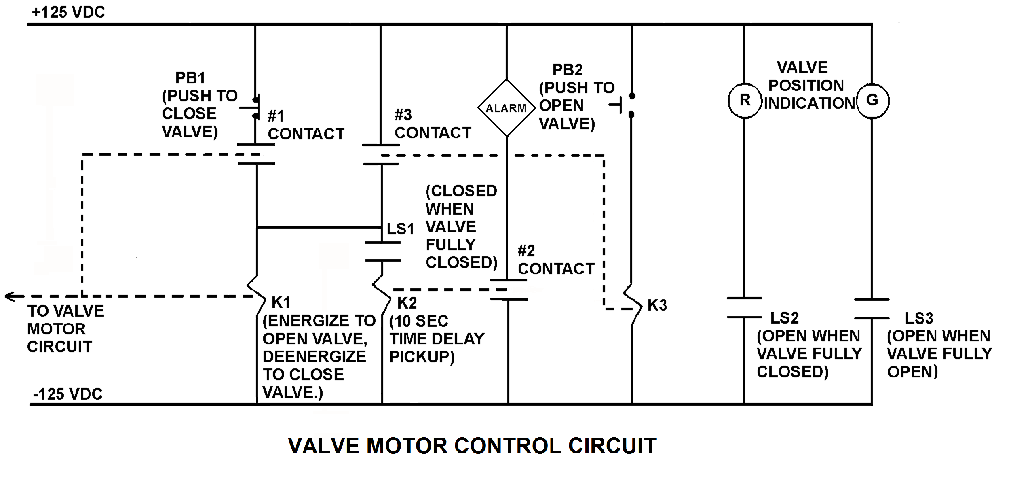 +125 VDC
PB1
(PUSH TO
CLOSE
VALVE)
#1
CONTACT
#3
CONTACT
ALARM
PB2
(PUSH TO
OPEN
VALVE)
VALVE
POSITION
INDICATION
R
G
(CLOSED
WHEN
VALVE
FULLY
CLOSED)
LS1
#2
CONTACT
TO VALVE
MOTOR
CIRCUIT
K1
(ENERGIZE TO
OPEN VALVE,
DEENERGIZE
TO CLOSE
VALVE.)
K2
(10 SEC
TIME DELAY
PICKUP)
K3
LS2
(OPEN WHEN
VALVE FULLY
CLOSED)
LS3
(OPEN WHEN
VALVE FULLY
OPEN)
-125 VDC
VALVE MOTOR CONTROL CIRCUIT